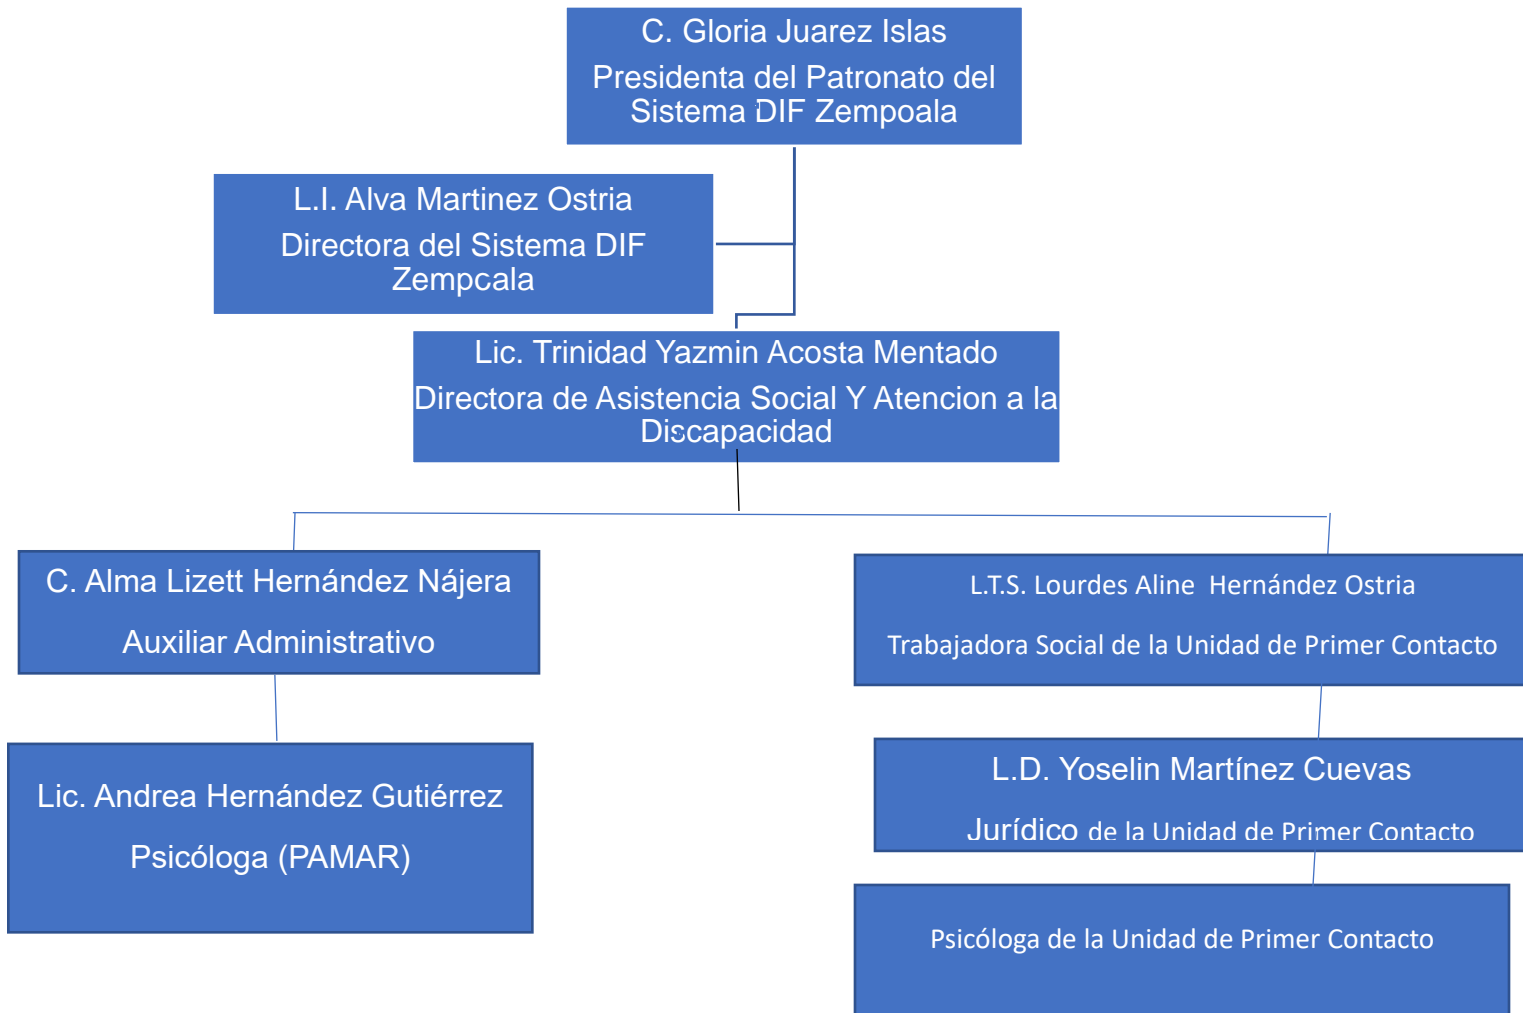 C. Gloria Juarez Islas
Presidenta del Patronato del
Sistema DIF Zempoala
L.I. Alva Martinez Ostria
Directora del Sistema DIF
Zempcala
Lic. Trinidad Yazmin Acosta Mentado
Directora de Asistencia Social Y Atencion a la
Discapacidad
C. Alma Lizett Hernández Nájera
Auxiliar Administrativo
Lic. Andrea Hernández Gutiérrez
Psicóloga (PAMAR)
L.T.S. Lourdes Aline Hernández Ostria
Trabajadora Social de la Unidad de Primer Contacto
L.D. Yoselin Martínez Cuevas
Jurídico de la Unidad de Primer Contacto
Psicóloga de la Unidad de Primer Contacto